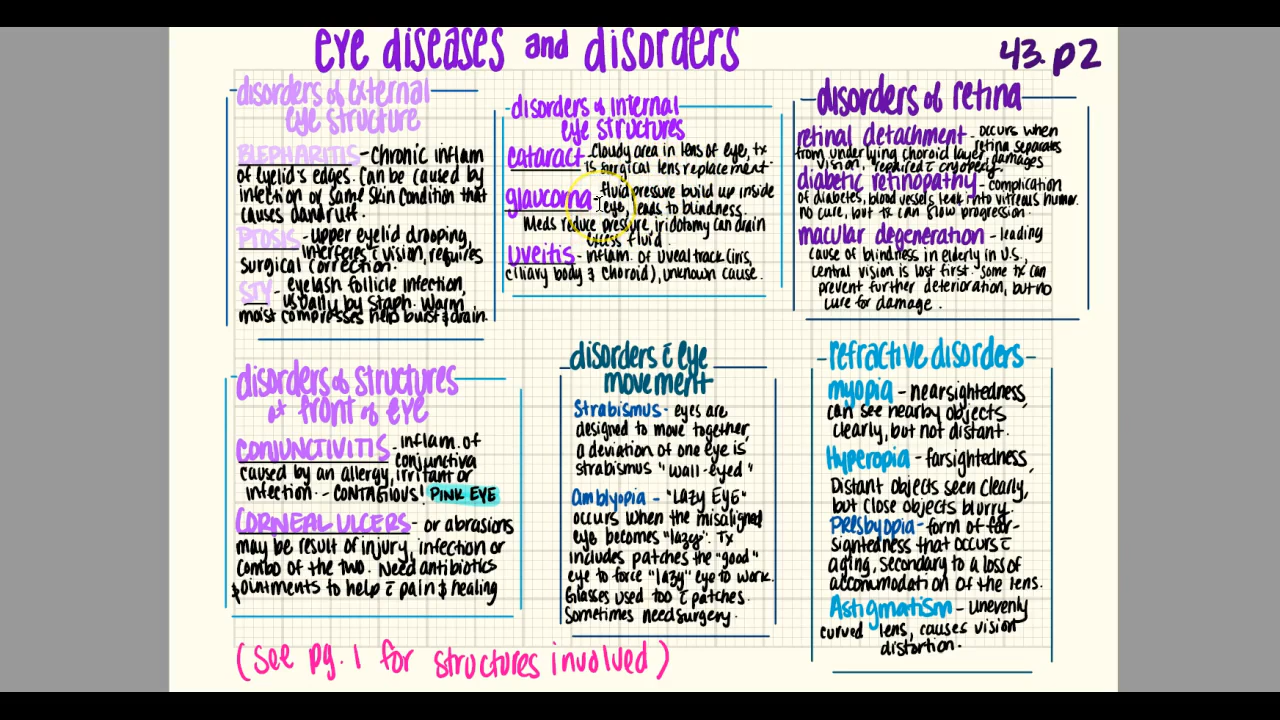 eye diseases and disorders
43. p2
disorders of external
eye structure
BLEPHARITIS - Chronic inflam
of eyelid's edges. Can be caused by
infection or same skin condition that
causes dandruff.
PTOSIS - upper eyelid drooping,
interferes c̄ vision, requires
surgical correction.
STY - eyelash follicle infection,
usually by staph. Warm
moist compresses help burst & drain.
disorders of internal
eye structures
cataract - Cloudy area in lens of eye, tx
surgical lens replacement
glaucoma - fluid pressure build up inside
eye, leads to blindness.
Meds reduce pressure, iridotomy can drain
excess fluid.
uveitis - inflam. of uveal track (iris,
ciliary body & choroid), unknown cause.
disorders of retina
retinal detachment - occurs when
retina separates
from underlying choroid layer, damages
vision, required c̄ cryopexy.
diabetic retinopathy - complication
of diabetes, blood vessels leak into vitreous humor.
no cure, but tx can slow progression.
macular degeneration - leading
cause of blindness in elderly in U.S.,
central vision is lost first. some tx can
prevent further deterioration, but no
cure for damage.
disorders of structures
at front of eye
CONJUNCTIVITIS - inflam. of
conjunctiva
caused by an allergy, irritant or
infection. - CONTAGIOUS! PINK EYE
CORNEAL ULCERS - or abrasions
may be result of injury, infection or
combo of the two. Need antibiotics
& ointments to help c̄ pain & healing
disorders c̄ eye
movement
Strabismus - eyes are
designed to move together,
a deviation of one eye is
strabismus "wall-eyed"
Amblyopia - "LAZY EYE"
occurs when the misaligned
eye becomes "lazy". Tx
includes patches the "good"
eye to force "lazy" eye to work.
Glasses used too c̄ patches.
Sometimes need surgery.
- refractive disorders -
myopia - nearsightedness,
can see nearby objects
clearly, but not distant.
Hyperopia - farsightedness,
Distant objects seen clearly,
but close objects blurry.
Presbyopia - form of far-
sightedness that occurs c̄
aging, secondary to a loss of
accommodation of the lens.
Astigmatism - unevenly
curved lens, causes vision
distortion.
(see pg. 1 for structures involved)